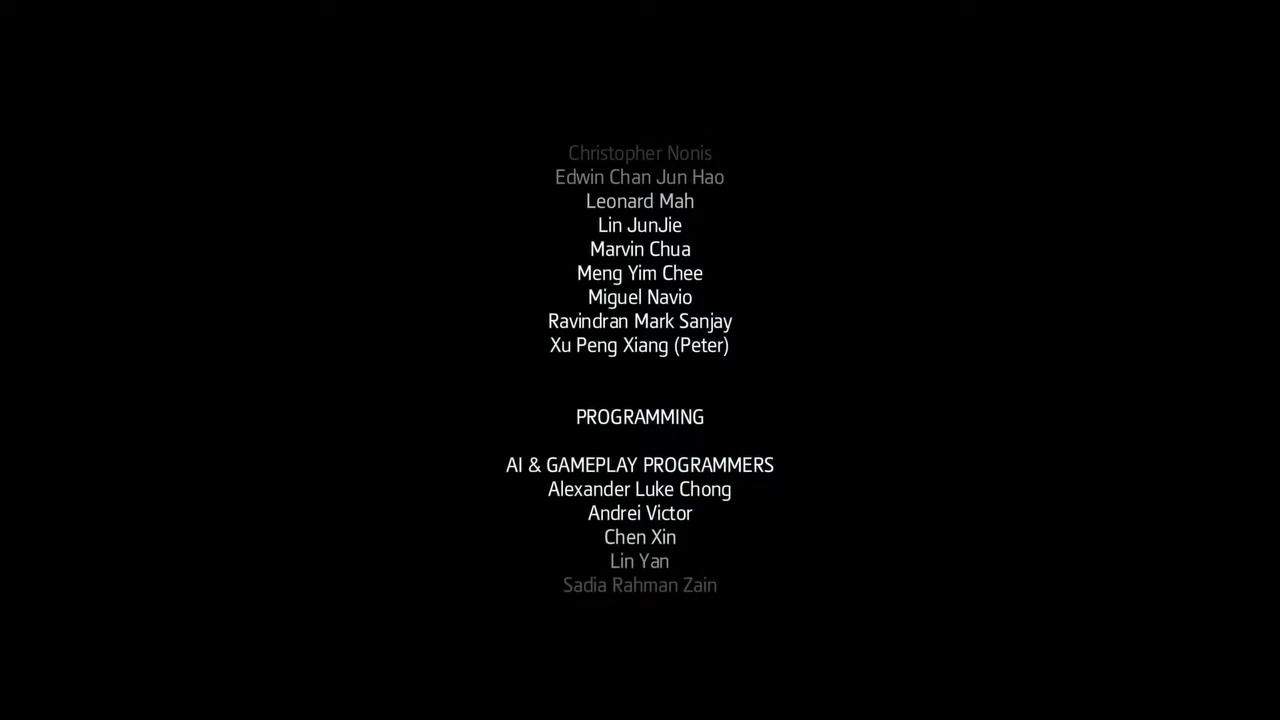 Christopher Nonis
Edwin Chan Jun Hao
Leonard Mah
Lin JunJie
Marvin Chua
Meng Yim Chee
Miguel Navio
Ravindran Mark Sanjay
Xu Peng Xiang (Peter)
PROGRAMMING
AI & GAMEPLAY PROGRAMMERS
Alexander Luke Chong
Andrei Victor
Chen Xin
Lin Yan
Sadia Rahman Zain